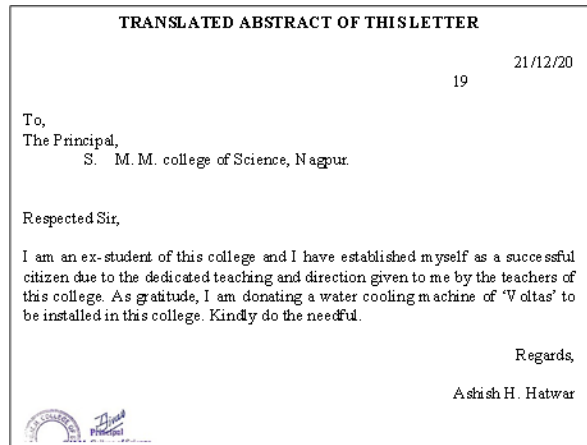 TRANSLATED ABSTRACT OF THIS LETTER
21/12/20
19
To,
The Principal,
S. M. M. college of Science, Nagpur.
Respected Sir,
I am an ex-student of this college and I have established myself as a successful
citizen due to the dedicated teaching and direction given to me by the teachers of
this college. As gratitude, I am donating a water cooling machine of ‘Voltas’ to
be installed in this college. Kindly do the needful.
Regards,
Ashish H. Hatwar
Principal